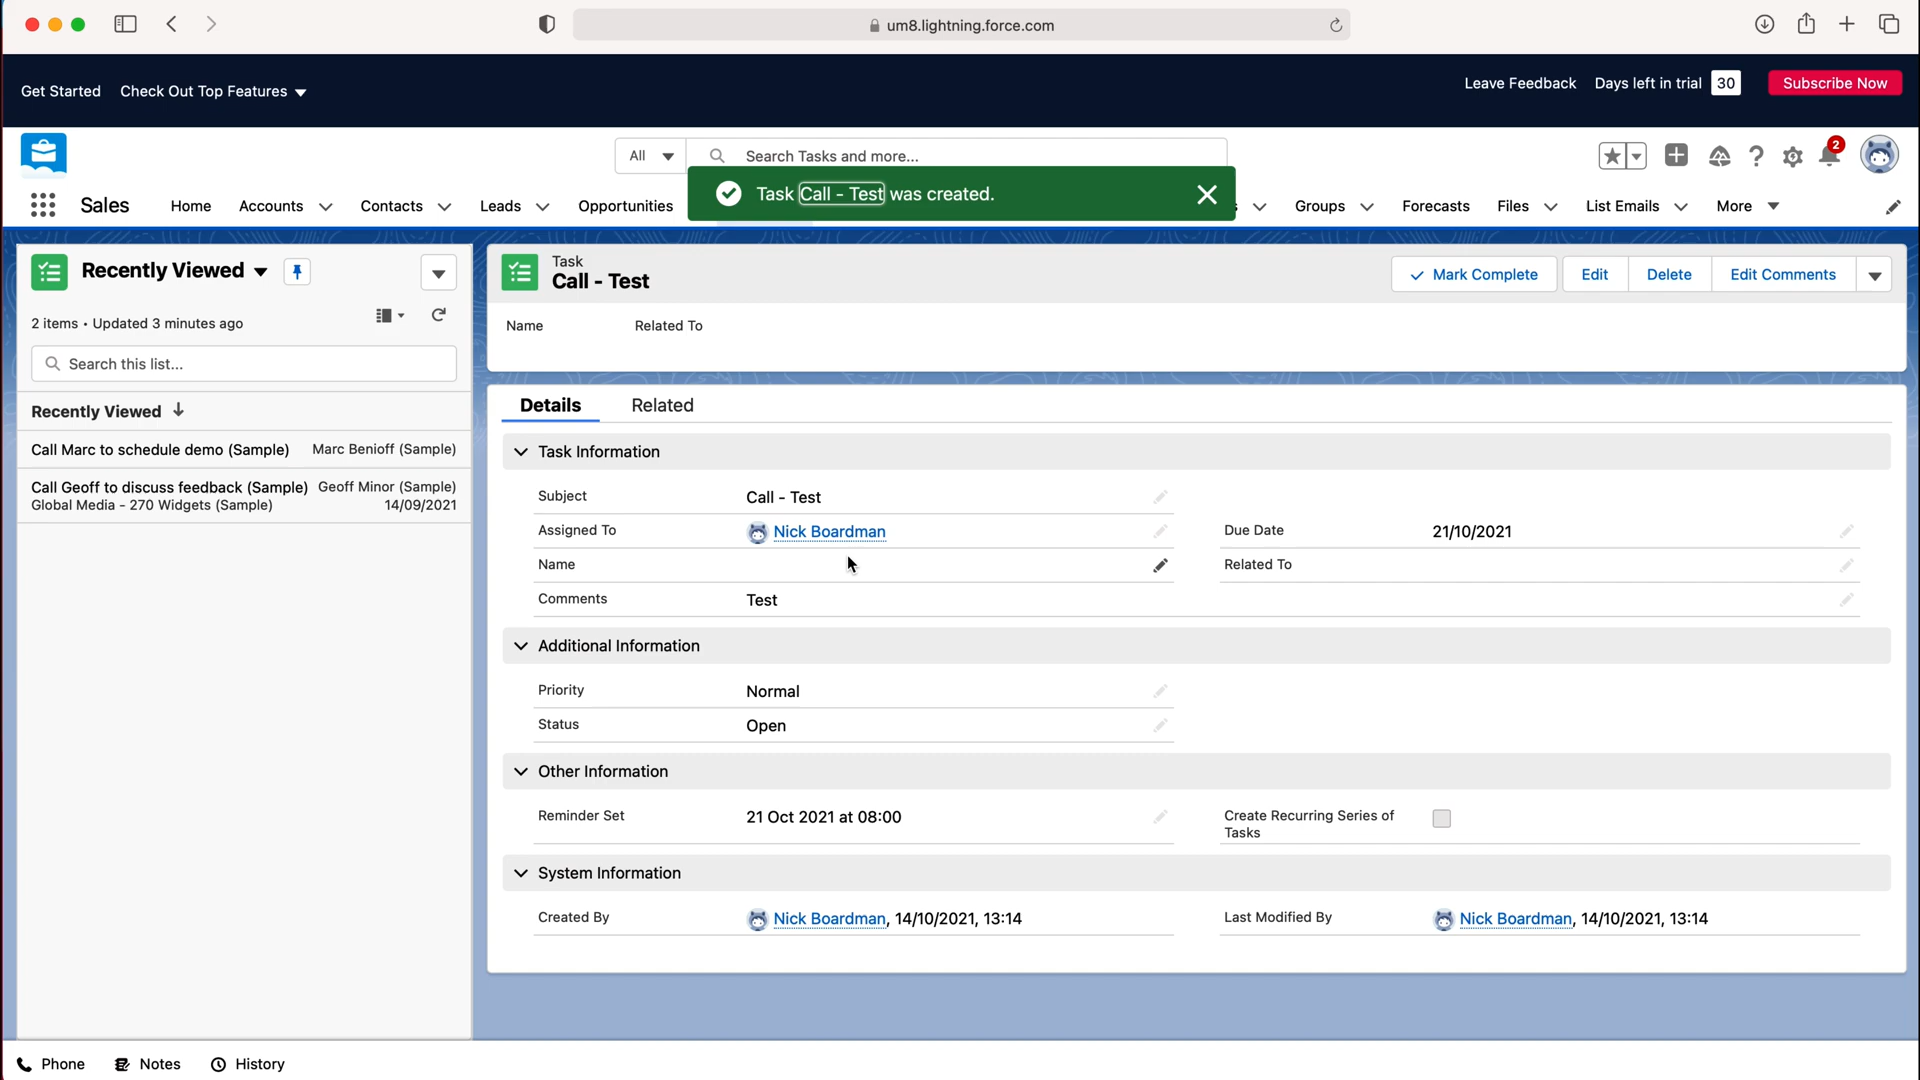 um8.lightning.force.com
Get Started
Check Out Top Features
Leave Feedback
Days left in trial
30
Subscribe Now
All
Search Tasks and more...
2
Task Call - Test was created.
Sales
Home
Accounts
Contacts
Leads
Opportunities
Groups
Forecasts
Files
List Emails
More
Recently Viewed
2 items • Updated 3 minutes ago
Search this list...
Recently Viewed
Call Marc to schedule demo (Sample)
Marc Benioff (Sample)
Call Geoff to discuss feedback (Sample)
Geoff Minor (Sample)
Global Media - 270 Widgets (Sample)
14/09/2021
Task
Call - Test
Mark Complete
Edit
Delete
Edit Comments
Name
Related To
Details
Related
Task Information
Subject
Call - Test
Assigned To
Nick Boardman
Due Date
21/10/2021
Name
Related To
Comments
Test
Additional Information
Priority
Normal
Status
Open
Other Information
Reminder Set
21 Oct 2021 at 08:00
Create Recurring Series of
Tasks
System Information
Created By
Nick Boardman, 14/10/2021, 13:14
Last Modified By
Nick Boardman, 14/10/2021, 13:14
Phone
Notes
History